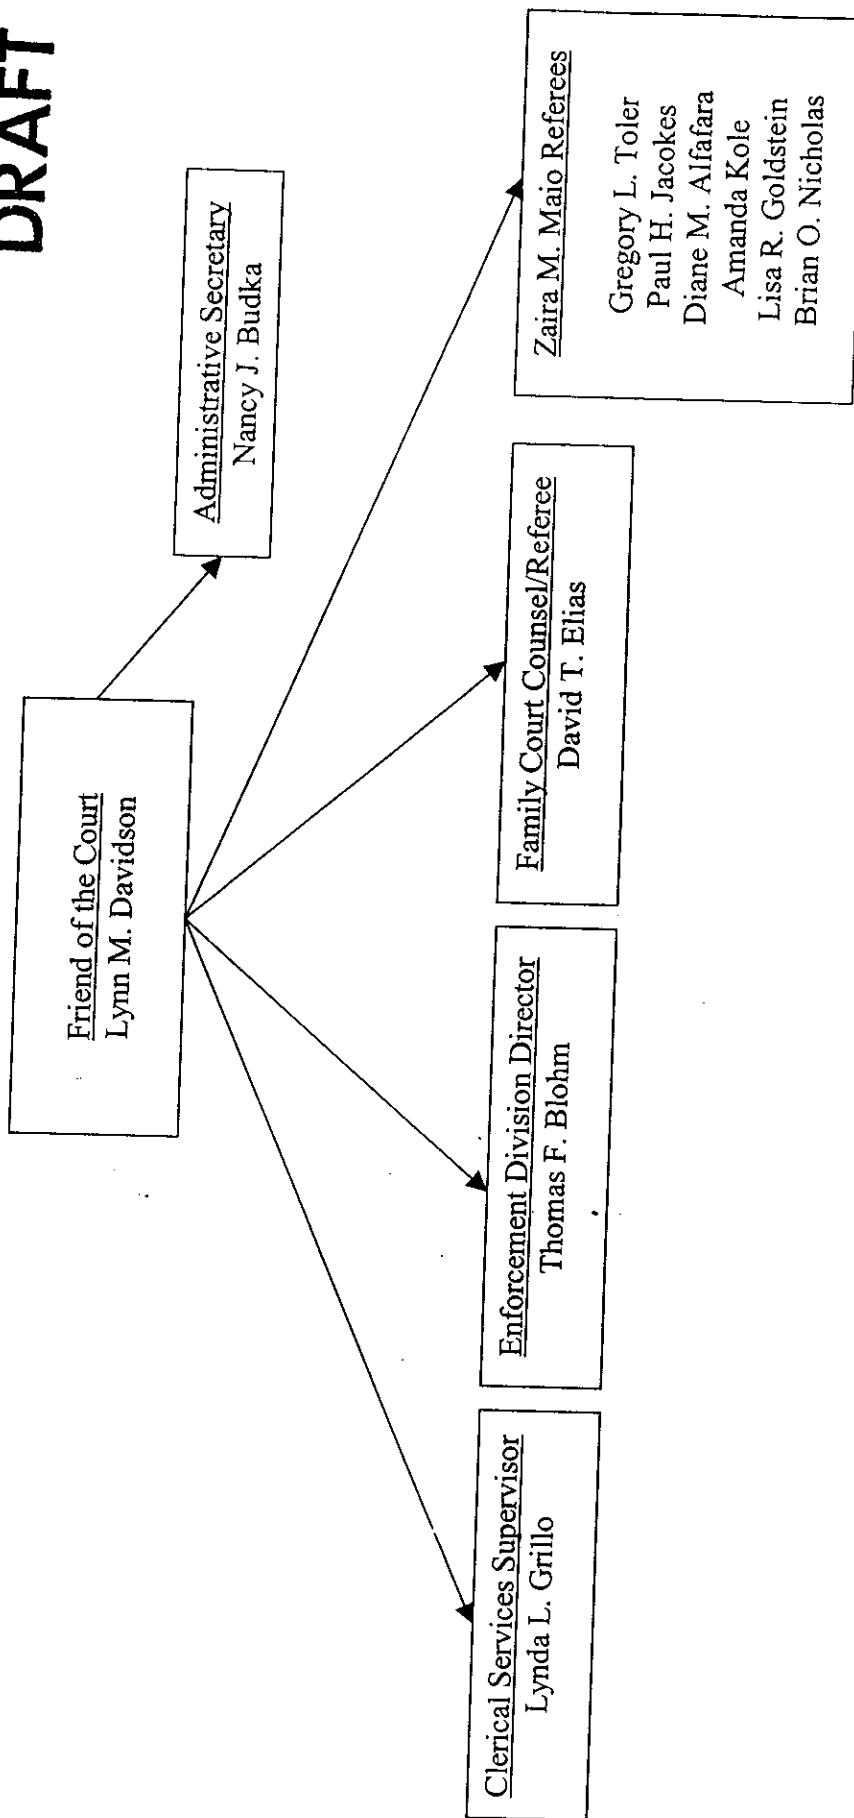 DRAFT
Friend of the Court
Lynn M. Davidson
Administrative Secretary
Nancy J. Budka
Clerical Services Supervisor
Lynda L. Grillo
Enforcement Division Director
Thomas F. Blohm
Family Court Counsel/Referee
David T. Elias
Zaira M. Maio Referees
Gregory L. Toler
Paul H. Jacokes
Diane M. Alfafara
Amanda Kole
Lisa R. Goldstein
Brian O. Nicholas